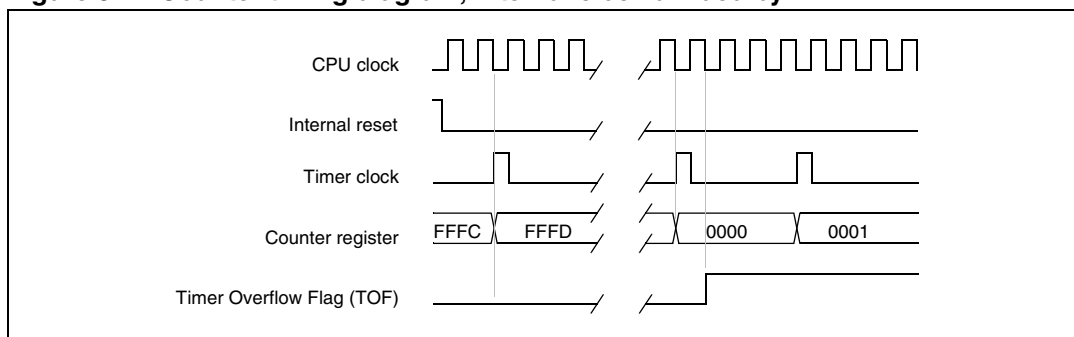 CPU clock
Internal reset
Timer clock
Counter register FFFC FFFD 0000 0001
Timer Overflow Flag (TOF)